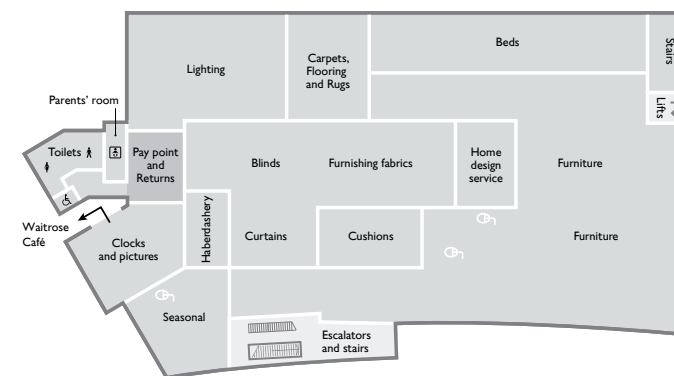 Beds
Stairs
Carpets,
Flooring
and Rugs
Lighting
Parents' room
Lifts
Toilets
Pay point
and
Returns
Blinds
Furnishing fabrics
Home
design
service
Furniture
Waitrose
Café
Clocks
and pictures
Haberdashery
Curtains
Cushions
Furniture
Seasonal
Escalators
and stairs